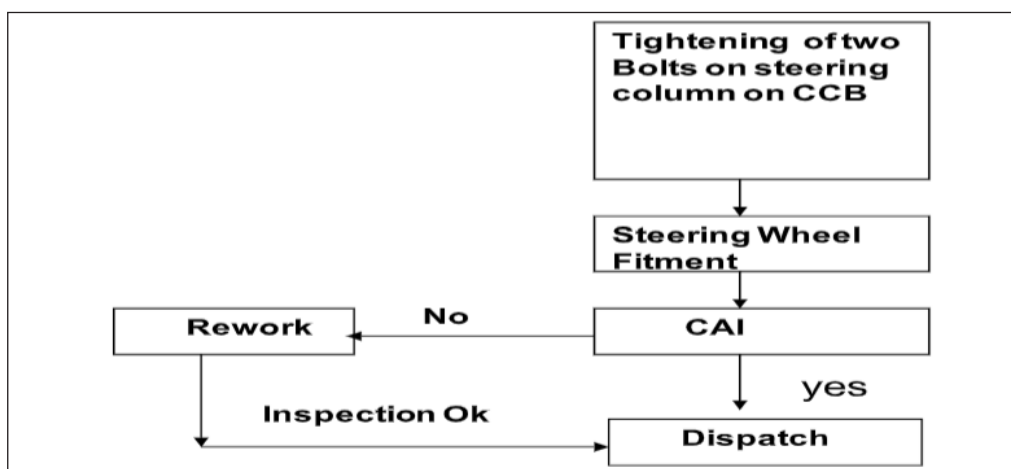 Tightening of two
Bolts on steering
column on CCB
Steering Wheel
Fitment
Rework
No
CAI
yes
Inspection Ok
Dispatch